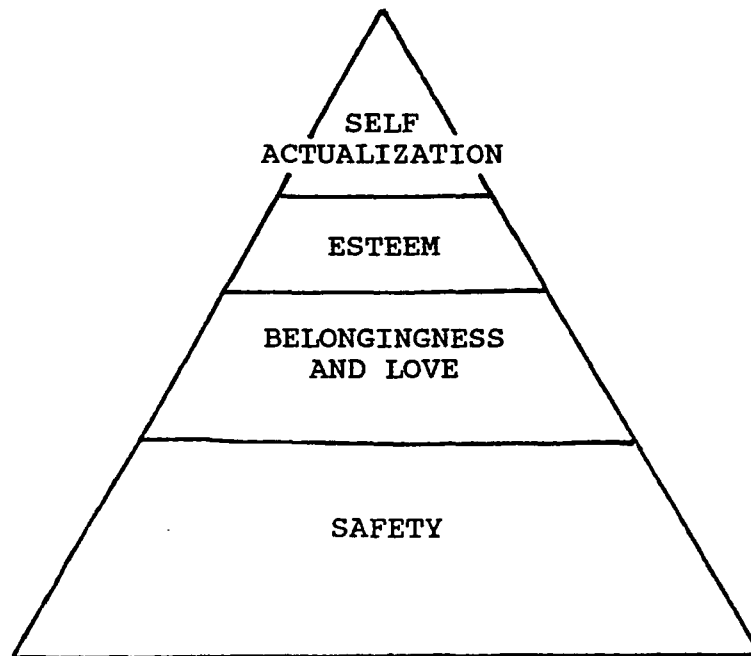 SELF
ACTUALIZATION
ESTEEM
BELONGINGNESS
AND LOVE
SAFETY